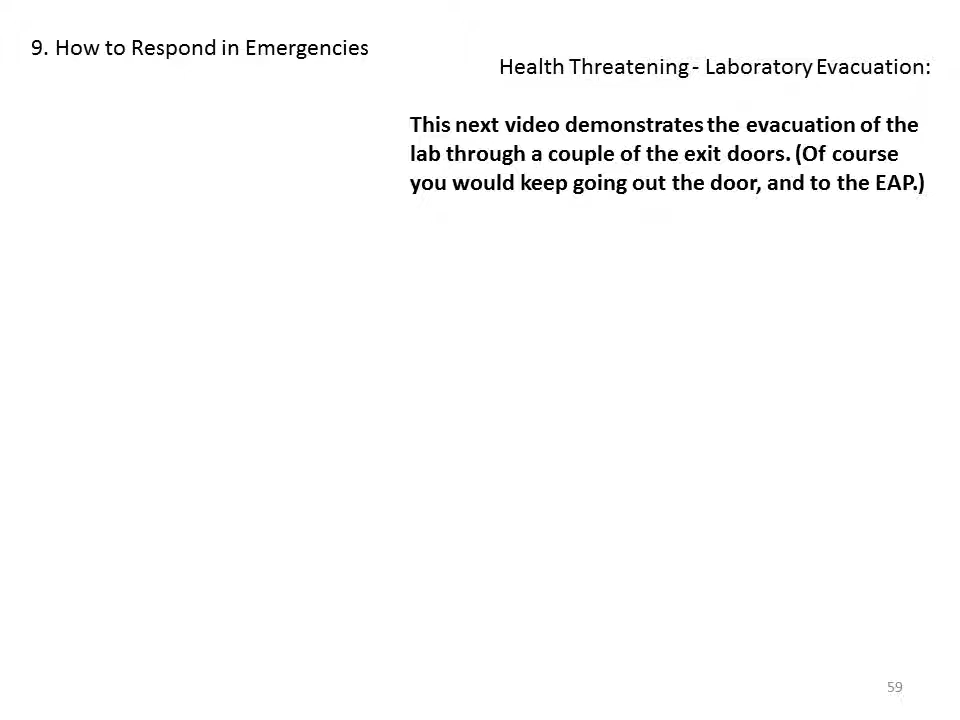 9. How to Respond in Emergencies
Health Threatening - Laboratory Evacuation:
This next video demonstrates the evacuation of the
lab through a couple of the exit doors. (Of course
you would keep going out the door, and to the EAP.)
59